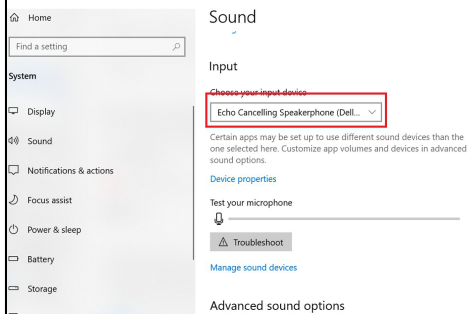 Home
Find a setting
System
Display
Sound
Notifications & actions
Focus assist
Power & sleep
Battery
Storage
Sound
Input
Choose your input device
Echo Cancelling Speakerphone (Dell...
Certain apps may be set up to use different sound devices than the
one selected here. Customize app volumes and devices in advanced
sound options.
Device properties
Test your microphone
Troubleshoot
Manage sound devices
Advanced sound options